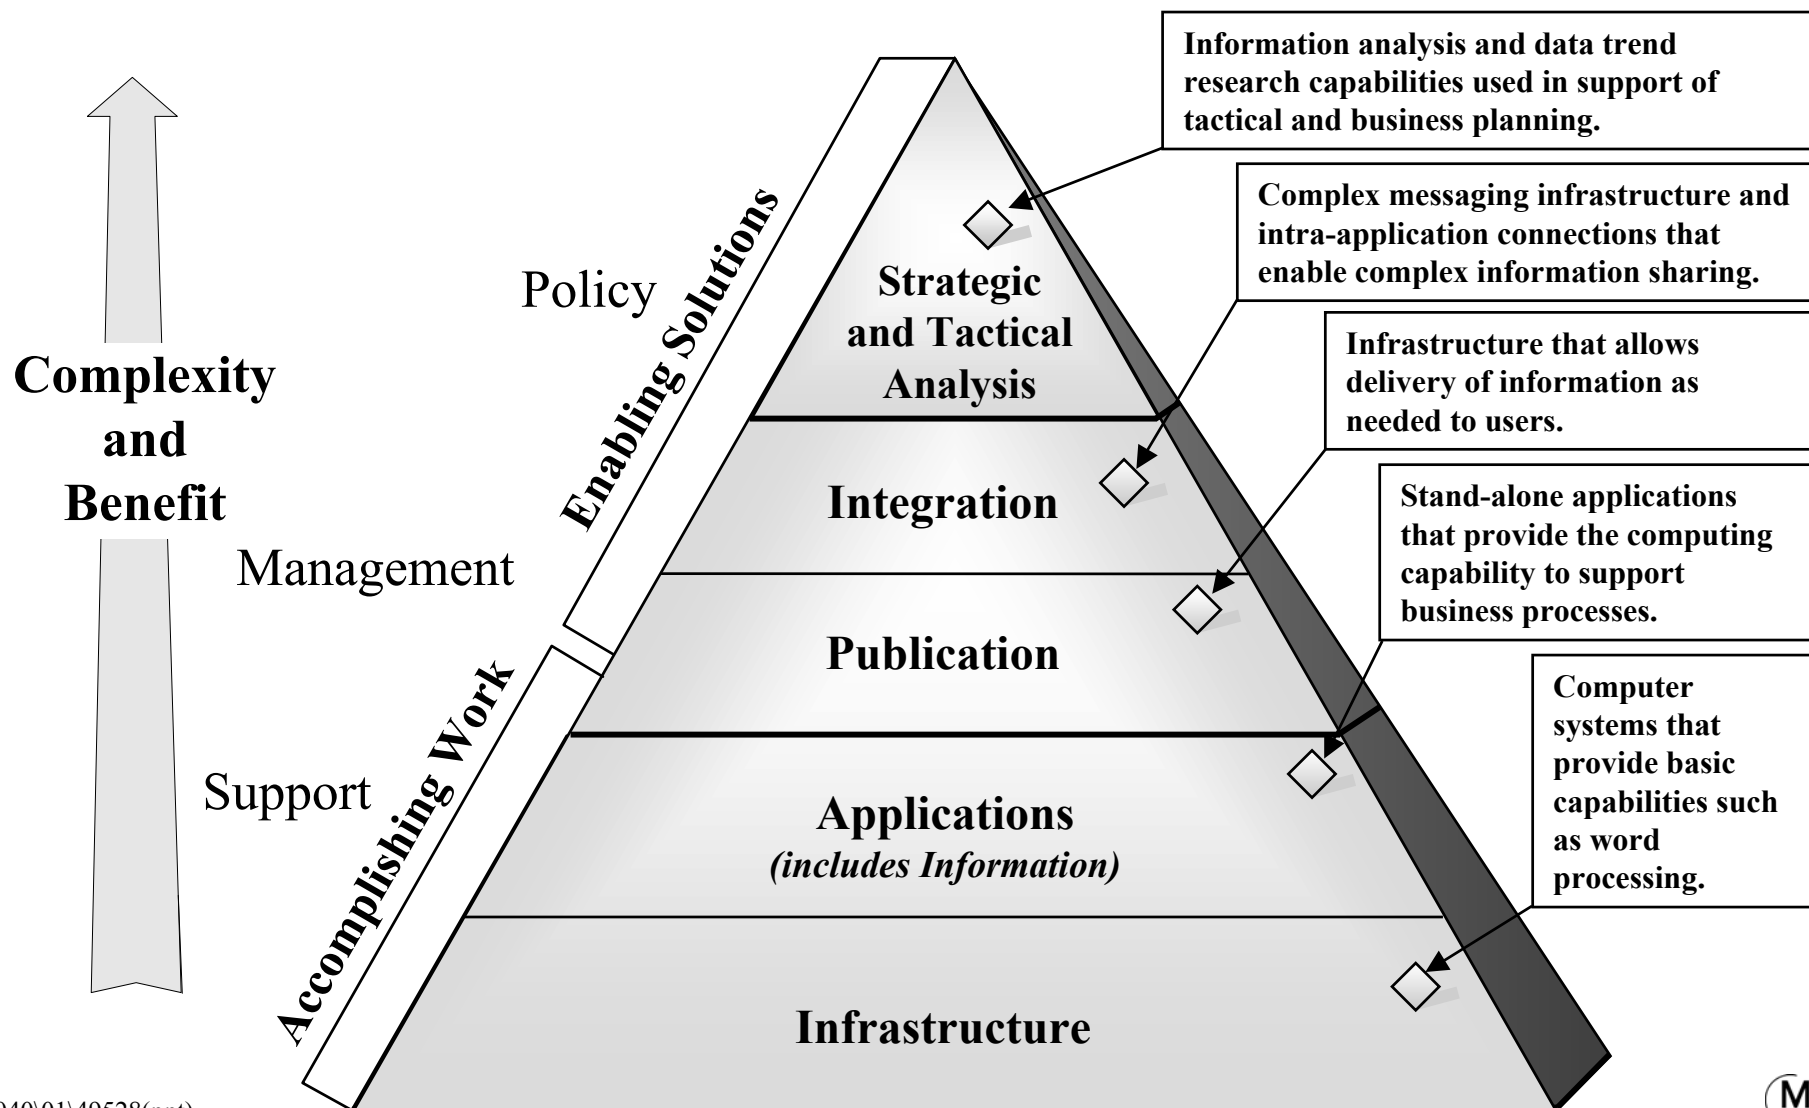 Information analysis and data trend
research capabilities used in support of
tactical and business planning.
Complex messaging infrastructure and
intra-application connections that
enable complex information sharing.
Infrastructure that allows
delivery of information as
needed to users.
Stand-alone applications
that provide the computing
capability to support
business processes.
Computer
systems that
provide basic
capabilities such
as word
processing.
Complexity
and
Benefit
Policy
Management
Support
Enabling Solutions
Accomplishing Work
Strategic
and Tactical
Analysis
Integration
Publication
Applications
(includes Information)
Infrastructure
M